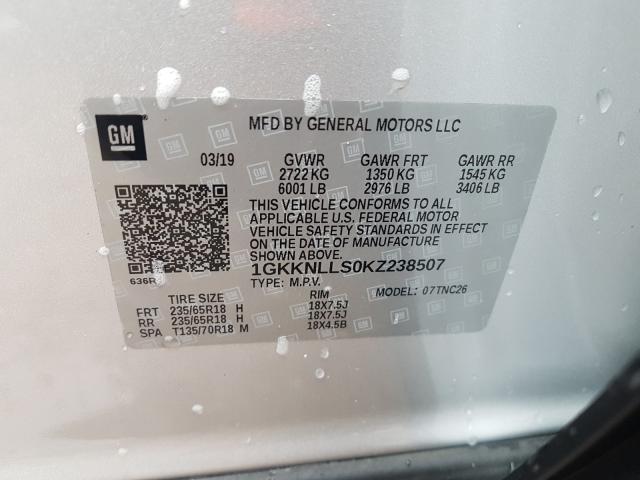 GM
MFD BY GENERAL MOTORS LLC
03/19 GVWR GAWR FRT GAWR RR
2722 KG 1350 KG 1545 KG
6001 LB 2976 LB 3406 LB
THIS VEHICLE CONFORMS TO ALL
APPLICABLE U.S. FEDERAL MOTOR
VEHICLE SAFETY STANDARDS IN EFFECT
ON THE DATE OF MANUFACTURE
SHOWN ABOVE.
1GKKNLLS0KZ238507
636R
TYPE: M.P.V. MODEL: 07TNC26
TIRE SIZE RIM
FRT 235/65R18 H 18X7.5J
RR 235/65R18 H 18X7.5J
SPA T135/70R18 M 18X4.5B